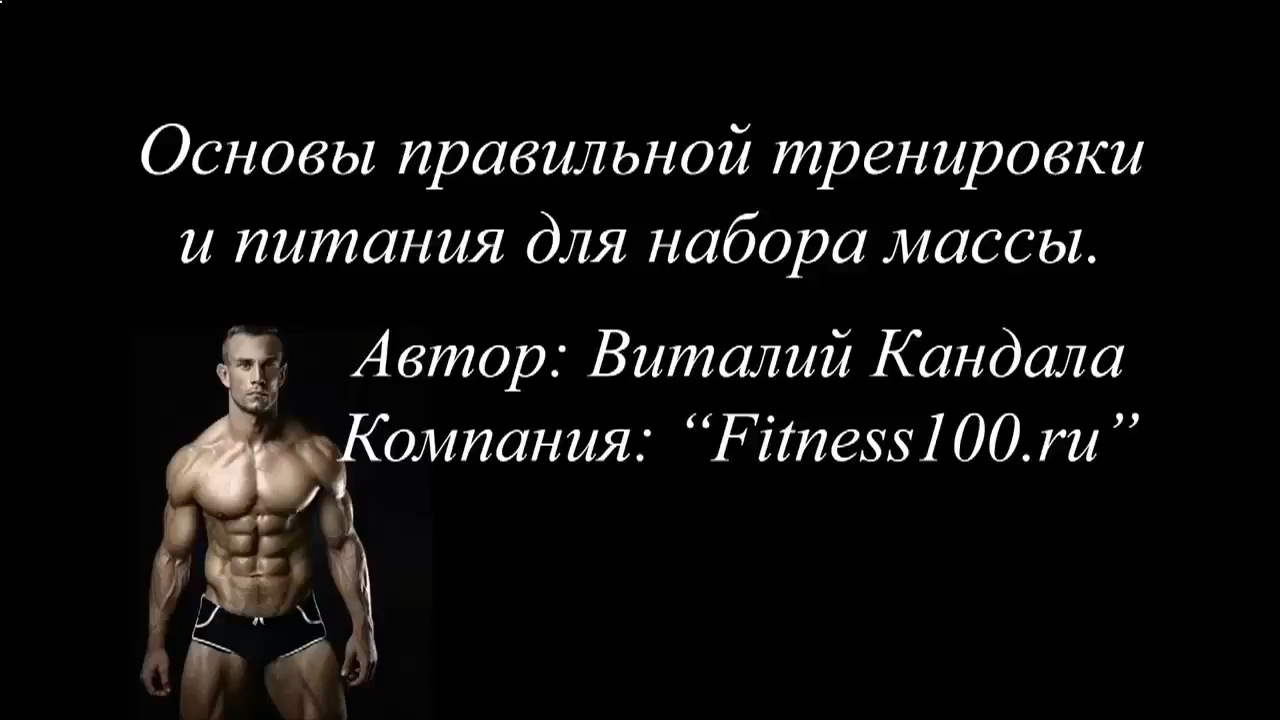 Основы правильной тренировки
и питания для набора массы.
Автор: Виталий Кандала
Компания: “Fitness100.ru”